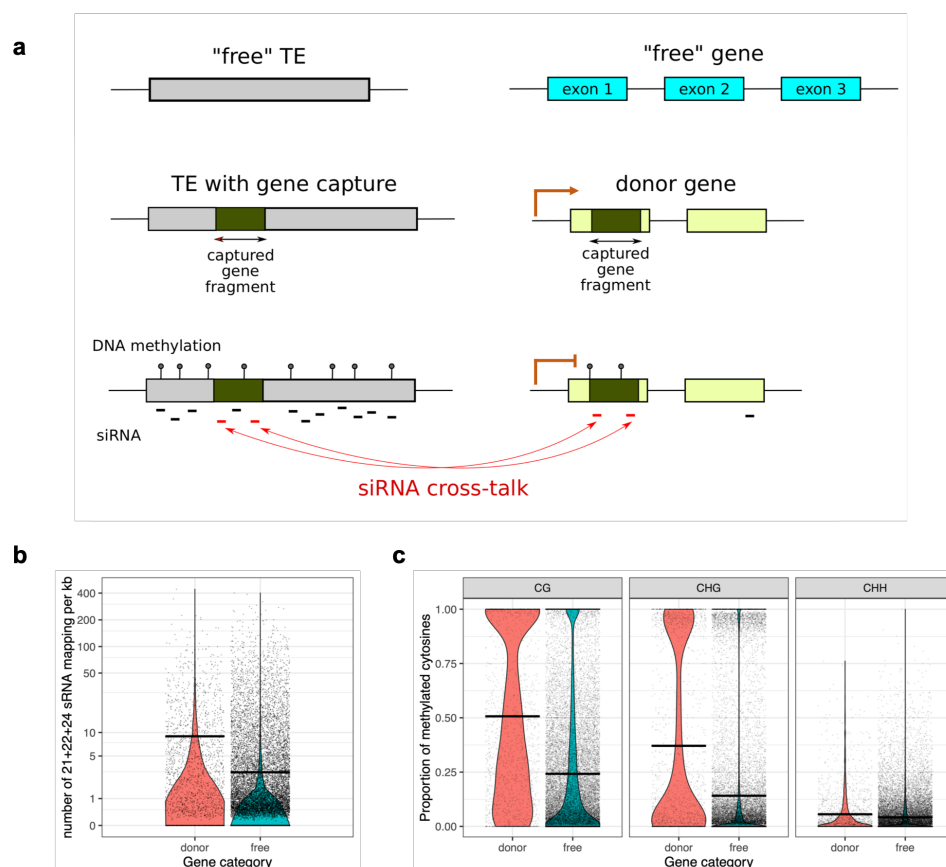 a
"free" TE
"free" gene
exon 1 exon 2 exon 3
TE with gene capture
donor gene
captured
gene
fragment
captured
gene
fragment
DNA methylation
siRNA
siRNA cross-talk
b
number of 21+22+24 sRNA mapping per kb
400
200
100
50
10
5
1
0
donor free
Gene category
c
CG CHG CHH
Proportion of methylated cytosines
1.00
0.75
0.50
0.25
0.00
donor free donor free donor free
Gene category